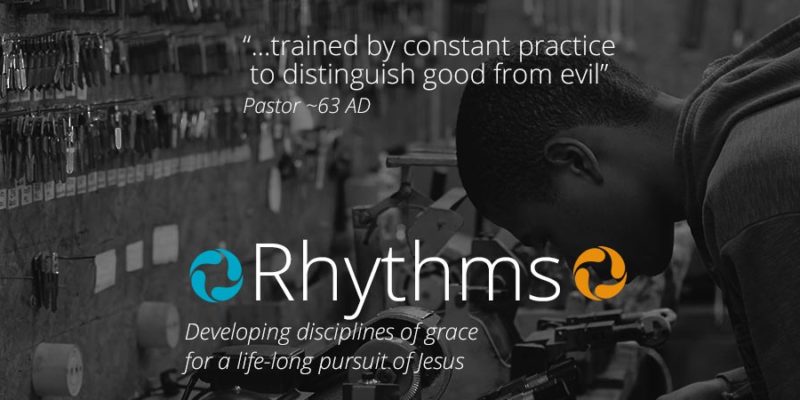 “...trained by constant practice
to distinguish good from evil”
Pastor ~63 AD
Rhythms
Developing disciplines of grace
for a life-long pursuit of Jesus